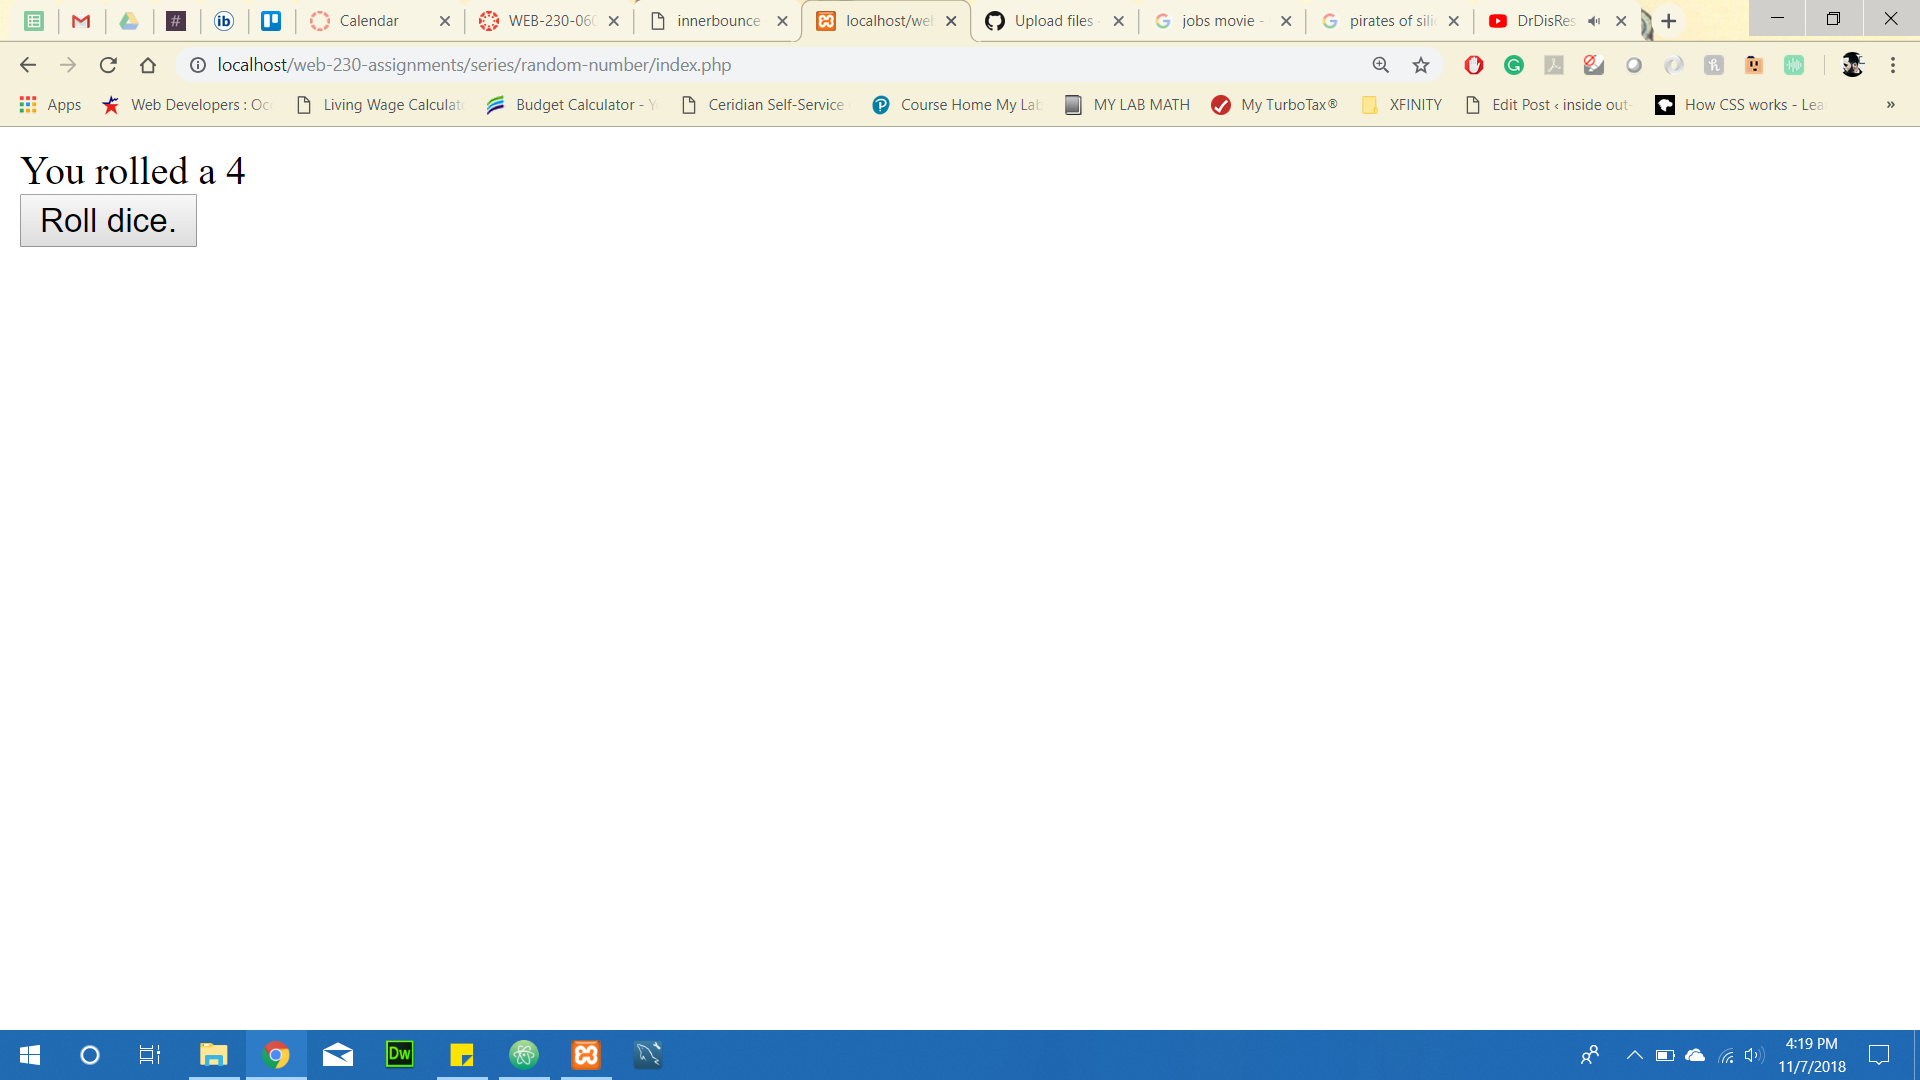 Calendar
WEB-230-060
innerbounce
localhost/web
Upload files
jobs movie -
pirates of sili
DrDisRes
localhost/web-230-assignments/series/random-number/index.php
Apps
Web Developers : Oc
Living Wage Calculat
Budget Calculator - Y
Ceridian Self-Service
Course Home My Lab
MY LAB MATH
My TurboTax®
XFINITY
Edit Post ‹ inside out
How CSS works - Lea
»
You rolled a 4
Roll dice.
Dw
4:19 PM
11/7/2018